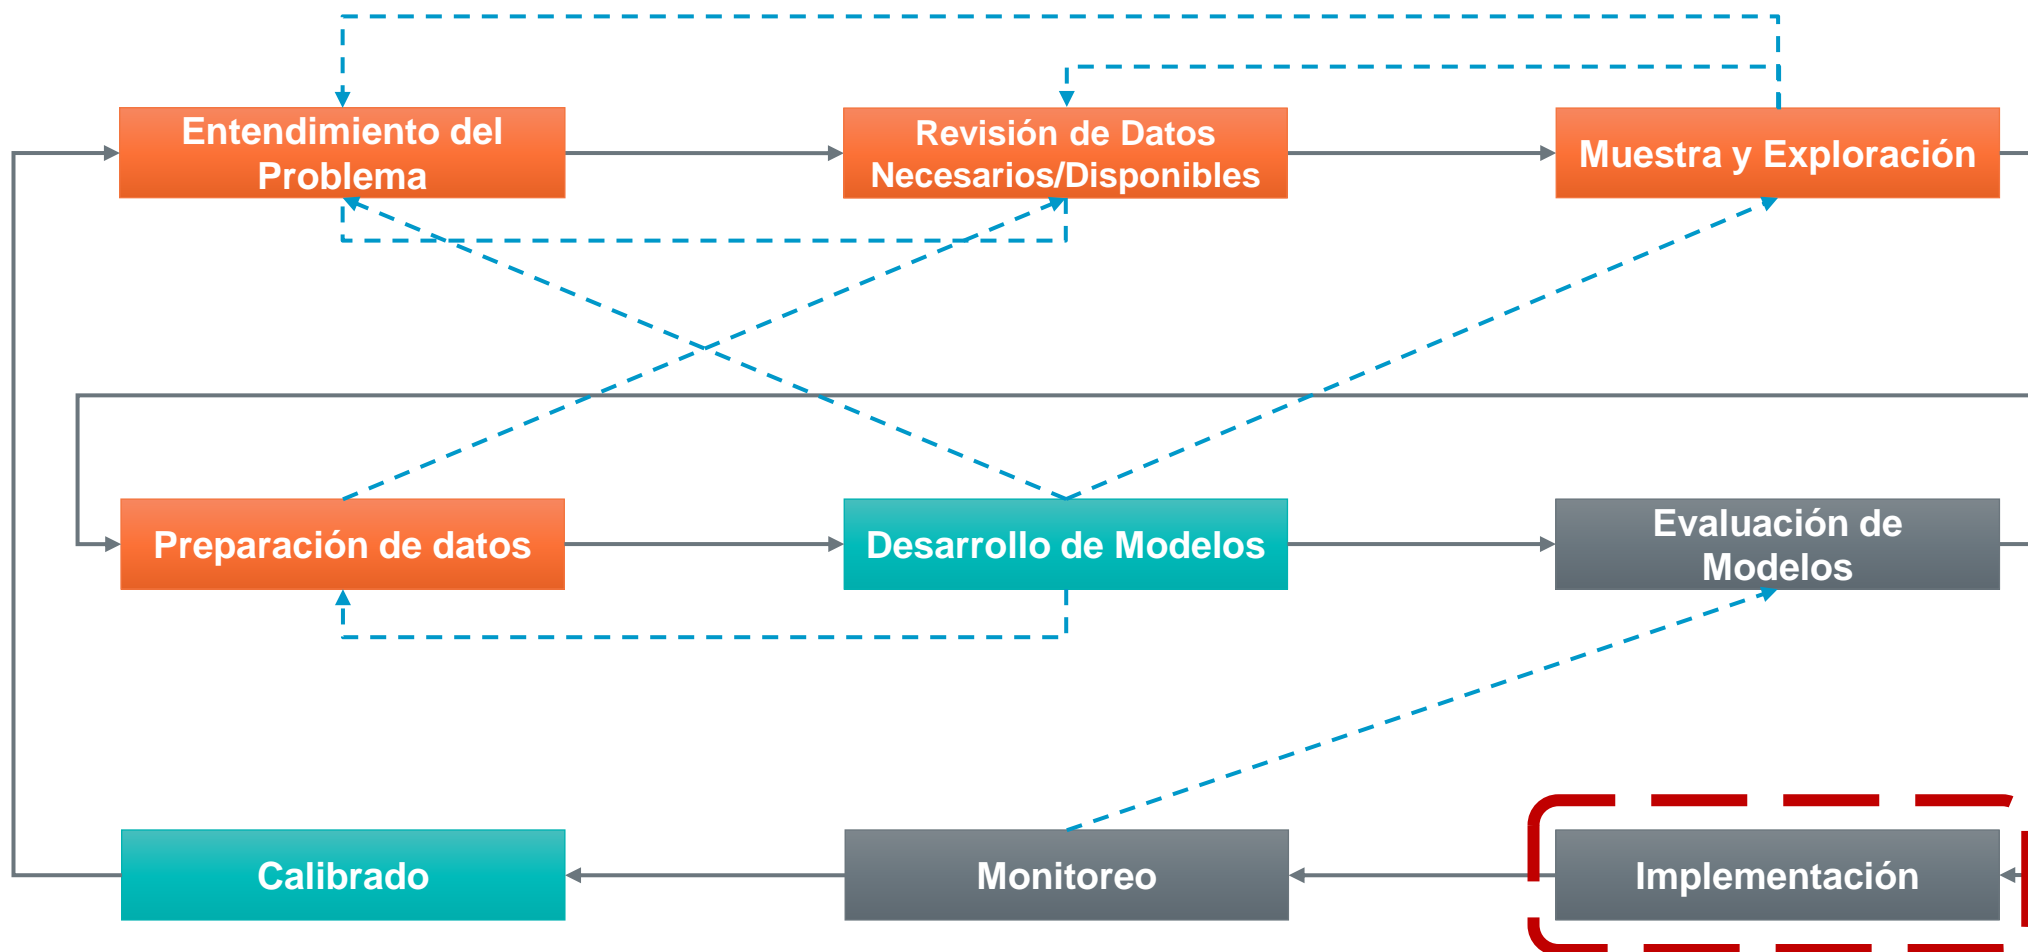 Entendimiento del
Problema
Revisión de Datos
Necesarios/Disponibles
Muestra y Exploración
Preparación de datos
Desarrollo de Modelos
Evaluación de
Modelos
Calibrado
Monitoreo
Implementación